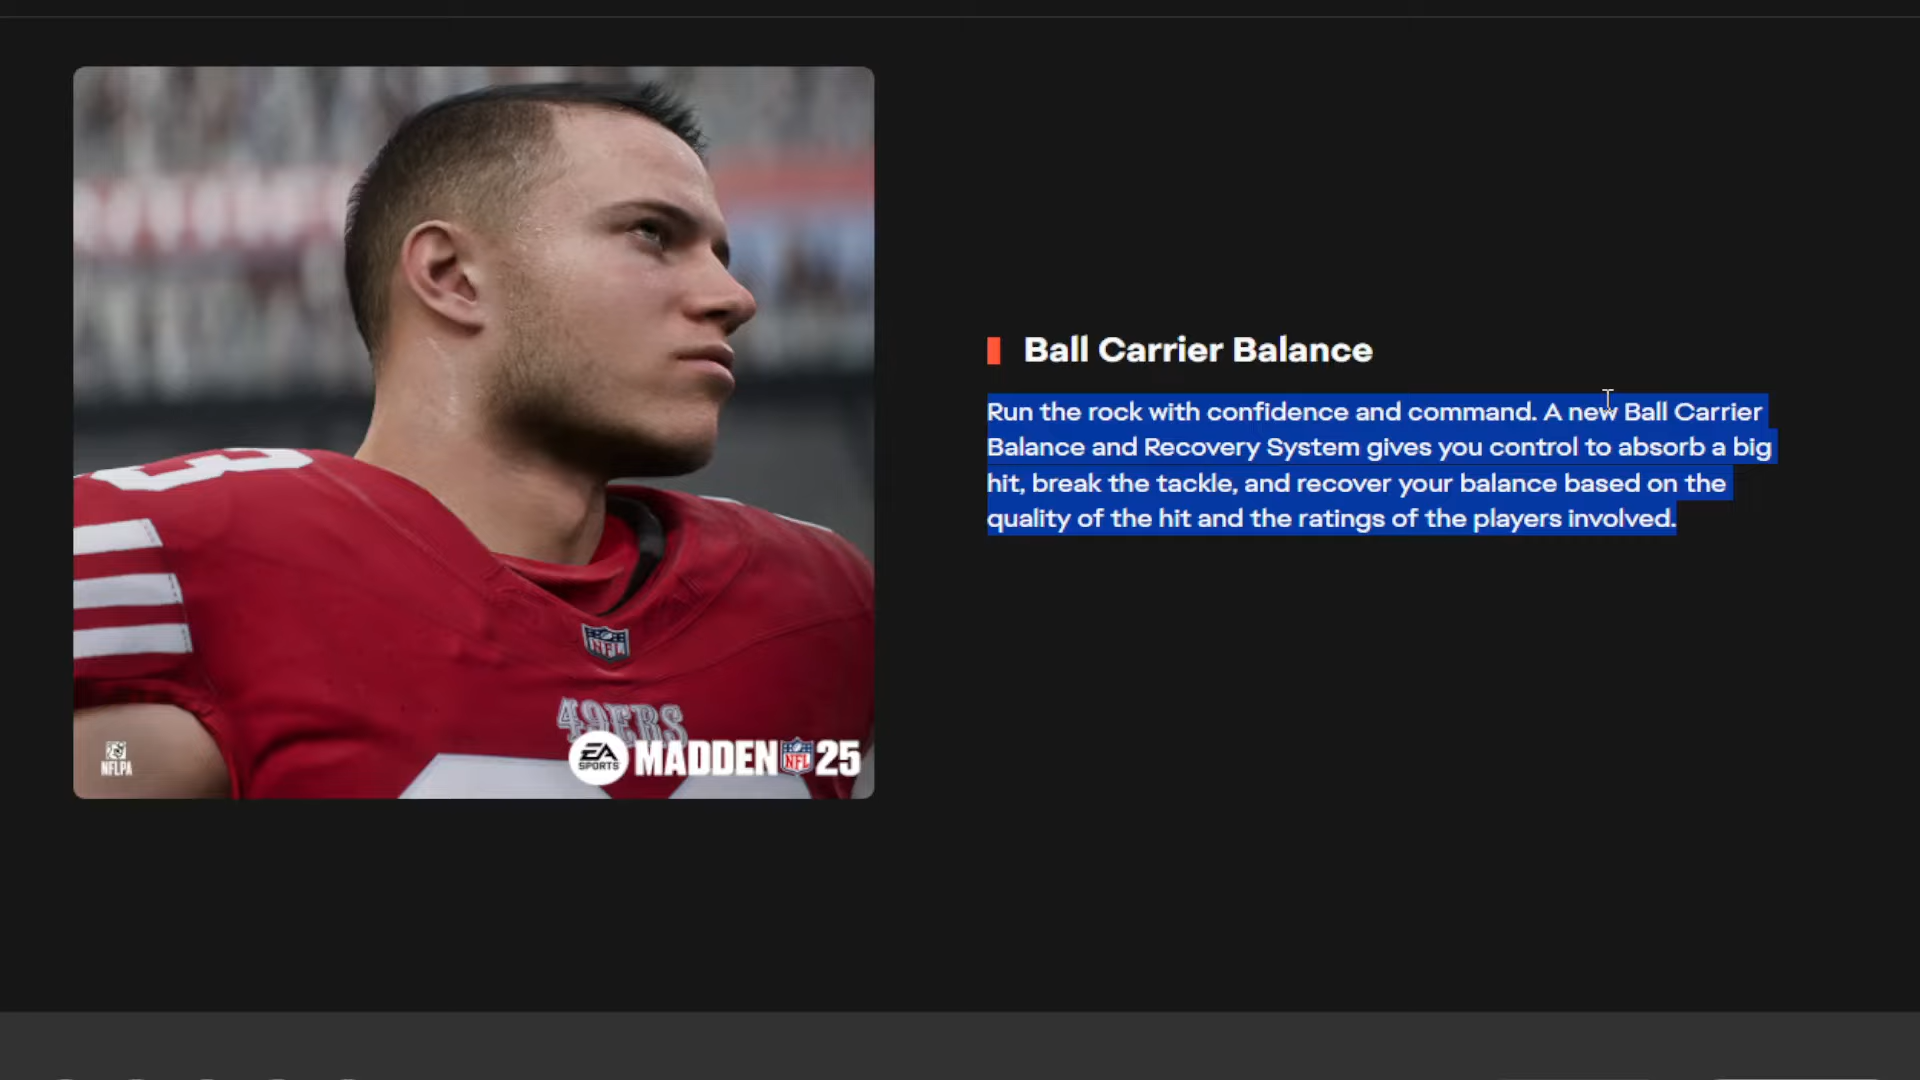 Ball Carrier Balance
Run the rock with confidence and command. A new Ball Carrier
Balance and Recovery System gives you control to absorb a big
hit, break the tackle, and recover your balance based on the
quality of the hit and the ratings of the players involved.
3
NFL
49ERS
NFLPA
EA
SPORTS
MADDEN NFL 25